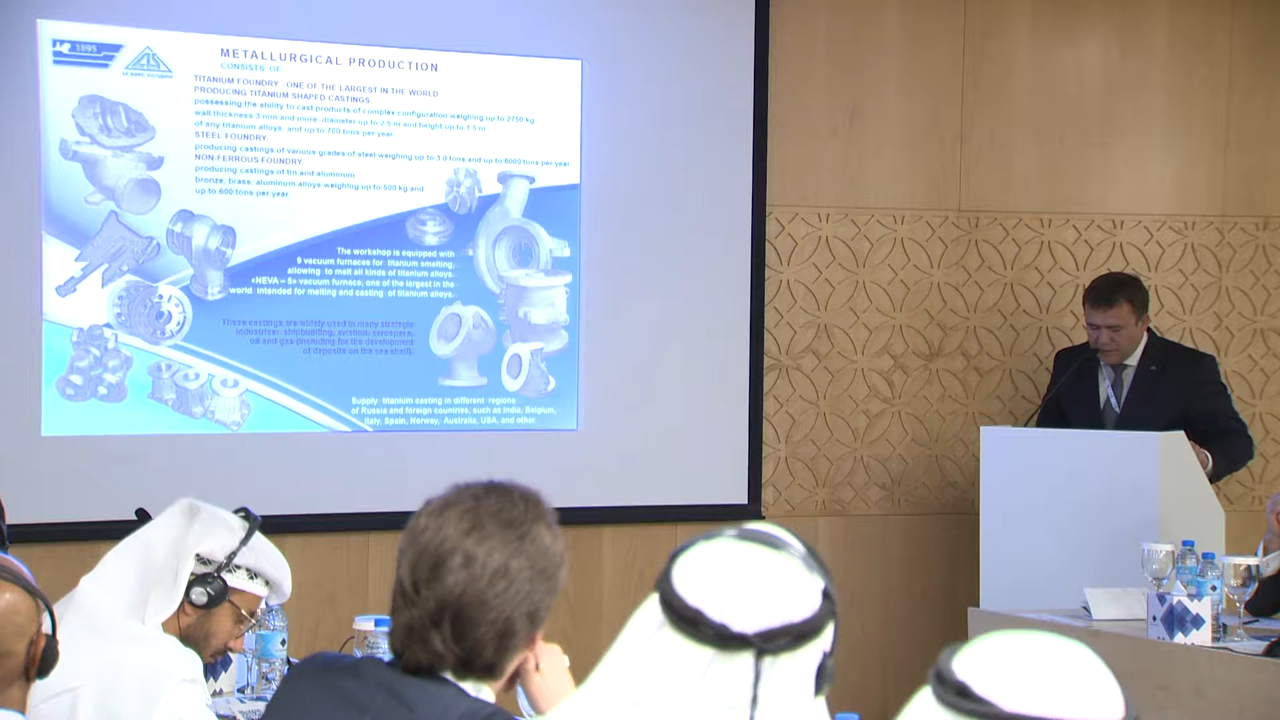 1895
METALLURGICAL PRODUCTION
CONSISTS OF:
TITANIUM FOUNDRY ONE OF THE LARGEST IN THE WORLD
PRODUCING TITANIUM SHAPED CASTINGS
possessing the ability to cast products of complex configuration weighing up to 2750 kg,
wall thickness 3 mm and more, diameter up to 2.5 m and height up to 1.5 m
of any titanium alloys, and up to 700 tons per year.
STEEL FOUNDRY
producing castings of various grades of steel weighing up to 3.0 tons and up to 6000 tons per year
NON-FERROUS FOUNDRY
producing castings of tin and aluminum
bronze, brass, aluminum alloys weighing up to 500 kg and
up to 600 tons per year.
The workshop is equipped with
9 vacuum furnaces for titanium smelting,
allowing to melt all kinds of titanium alloys.
«NEVA – 5» vacuum furnace, one of the largest in the
world intended for melting and casting of titanium alloys.
These castings are widely used in many strategic
industries: shipbuilding, aviation, aerospace,
oil and gas (including for the development
of deposits on the sea shelf).
Supply titanium casting in different regions
of Russia and foreign countries, such as India, Belgium,
Italy, Spain, Norway, Australia, USA, and other.